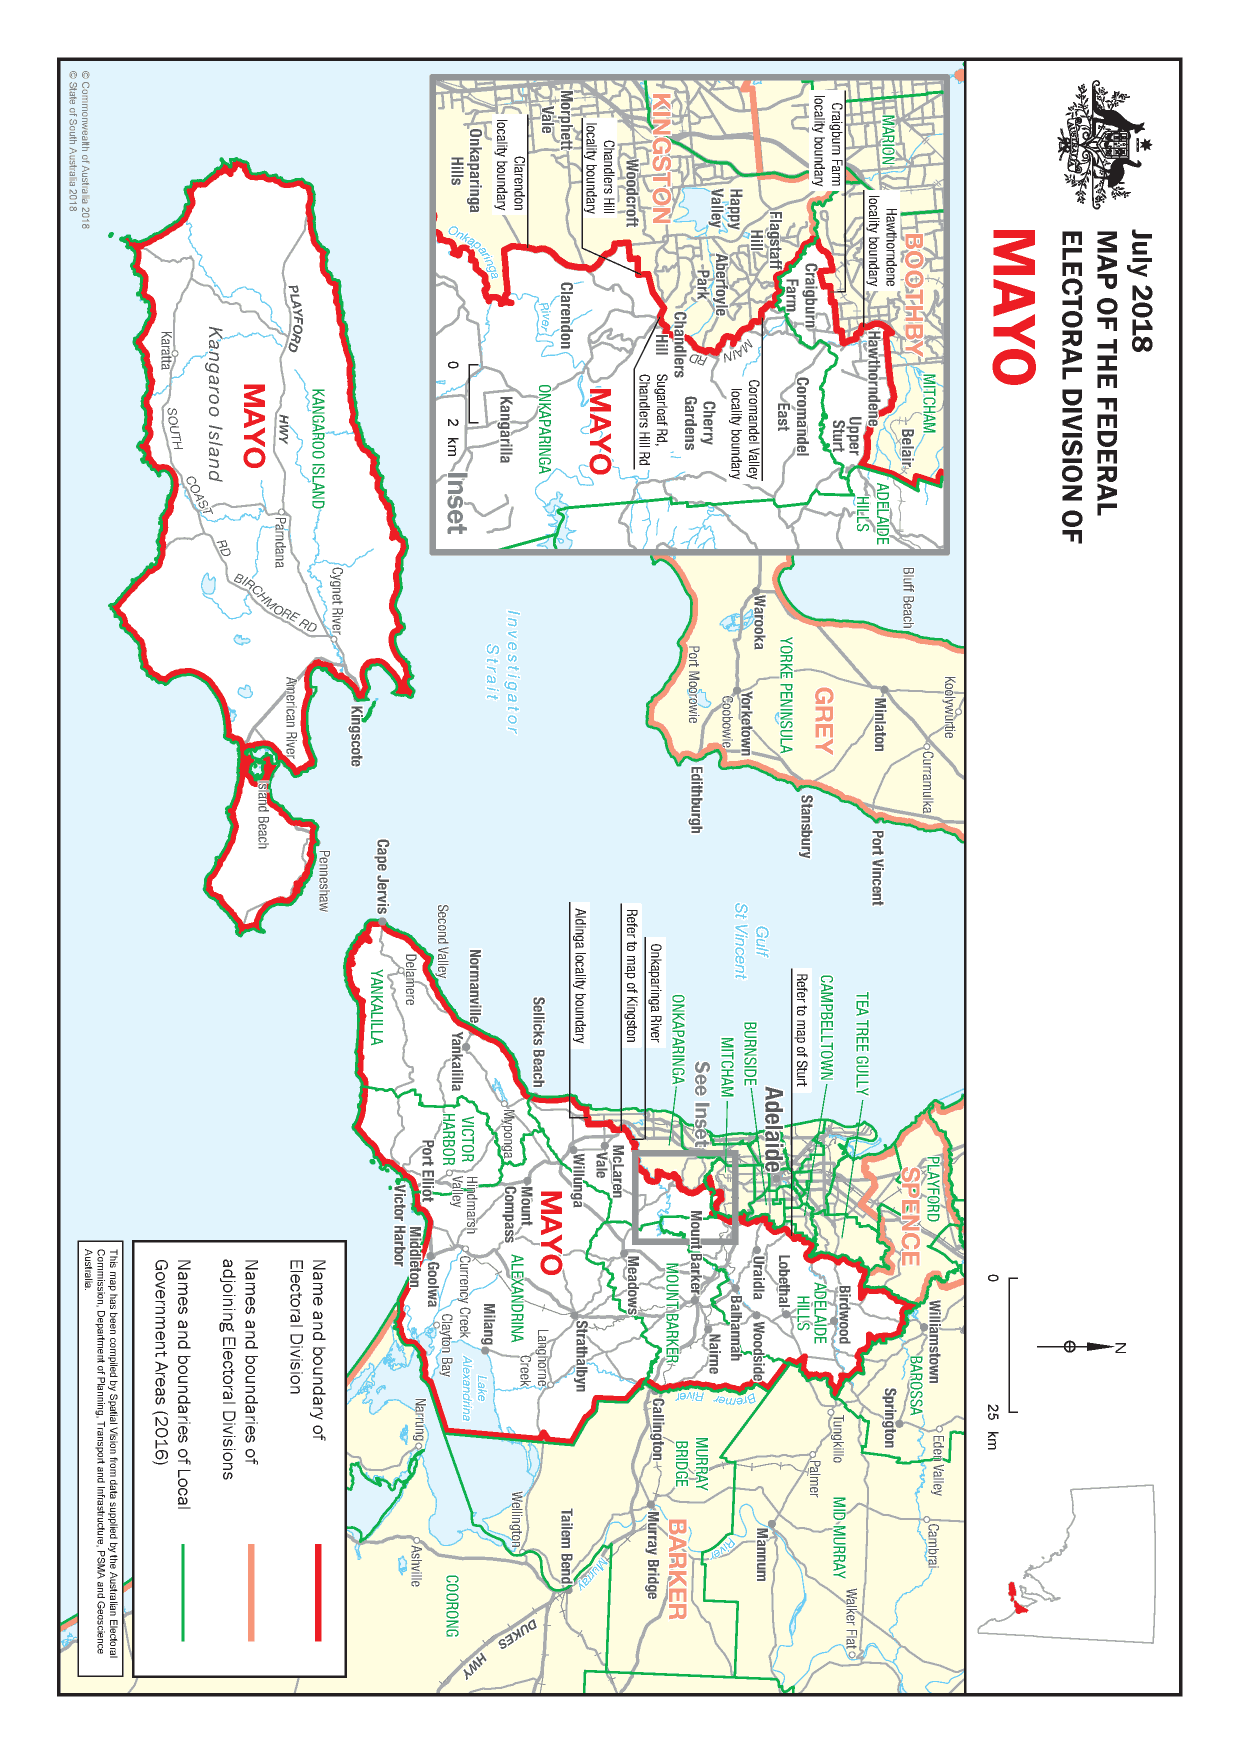 July 2018
MAP OF THE FEDERAL
ELECTORAL DIVISION OF
MAYO
N
0
25 km
MARION
Craigburn Farm
locality boundary
Hawthorndene
locality boundary
BOOTHBY
MITCHAM
Belair
Hawthorndene
Upper
Sturt
ADELAIDE
HILLS
KINGSTON
Happy
Valley
Flagstaff
Hill
Craigburn
Farm
Coromandel
East
Coromandel Valley
locality boundary
Woodcroft
Aberfoyle
Park
MAIN
RD
Chandlers
Hill
Cherry
Gardens
Sugarloaf Rd,
Chandlers Hill Rd
Chandlers Hill
locality boundary
Morphett
Vale
Clarendon
locality boundary
Onkaparinga
Hills
Onkaparinga
River
Clarendon
MAYO
ONKAPARINGA
Kangarilla
0
2 km
Inset
Bluff Beach
Koolywurtie
Curramulka
Minlaton
Port Vincent
GREY
YORKE PENINSULA
Warooka
Stansbury
Yorketown
Coobowie
Port Moorowie
Edithburgh
Investigator
Strait
Gulf
St Vincent
PLAYFORD
HWY
KANGAROO ISLAND
MAYO
Kangaroo Island
Karatta
SOUTH
COAST
RD
Parndana
BIRCHMORE RD
Cygnet River
Kingscote
American River
Island Beach
Penneshaw
TEA TREE GULLY
CAMPBELLTOWN
Refer to map of Sturt
Adelaide
BURNSIDE
MITCHAM
See Inset
ONKAPARINGA
Onkaparinga River
Refer to map of Kingston
Aldinga locality boundary
Sellicks Beach
Normanville
Second Valley
Cape Jervis
Delamere
YANKALILLA
Yankalilla
Myponga
VICTOR
HARBOR
Port Elliot
Victor Harbor
Hindmarsh
Valley
Mount
Compass
Willunga
McLaren
Vale
MAYO
Middleton
Goolwa
Currency Creek
Clayton Bay
Milang
ALEXANDRINA
Langhorne
Creek
Strathalbyn
Meadows
MOUNT BARKER
Mount Barker
Nairne
Balhannah
Woodside
Uraidla
Lobethal
ADELAIDE
HILLS
Birdwood
PLAYFORD
SPENCE
Williamstown
BAROSSA
Springton
Eden Valley
Cambrai
Tungkillo
Palmer
MID MURRAY
Walker Flat
Mannum
River
Bremer
River
Callington
MURRAY
BRIDGE
Murray Bridge
BARKER
Tailem Bend
Murray
Wellington
DUKES
HWY
Lake
Alexandrina
Narrung
Ashville
COORONG
Name and boundary of
Electoral Division
Names and boundaries of
adjoining Electoral Divisions
Names and boundaries of Local
Government Areas (2016)
This map has been compiled by Spatial Vision from data supplied by the Australian Electoral
Commission, Department of Planning, Transport and Infrastructure, PSMA and Geoscience
Australia.
© Commonwealth of Australia 2018
© State of South Australia 2018